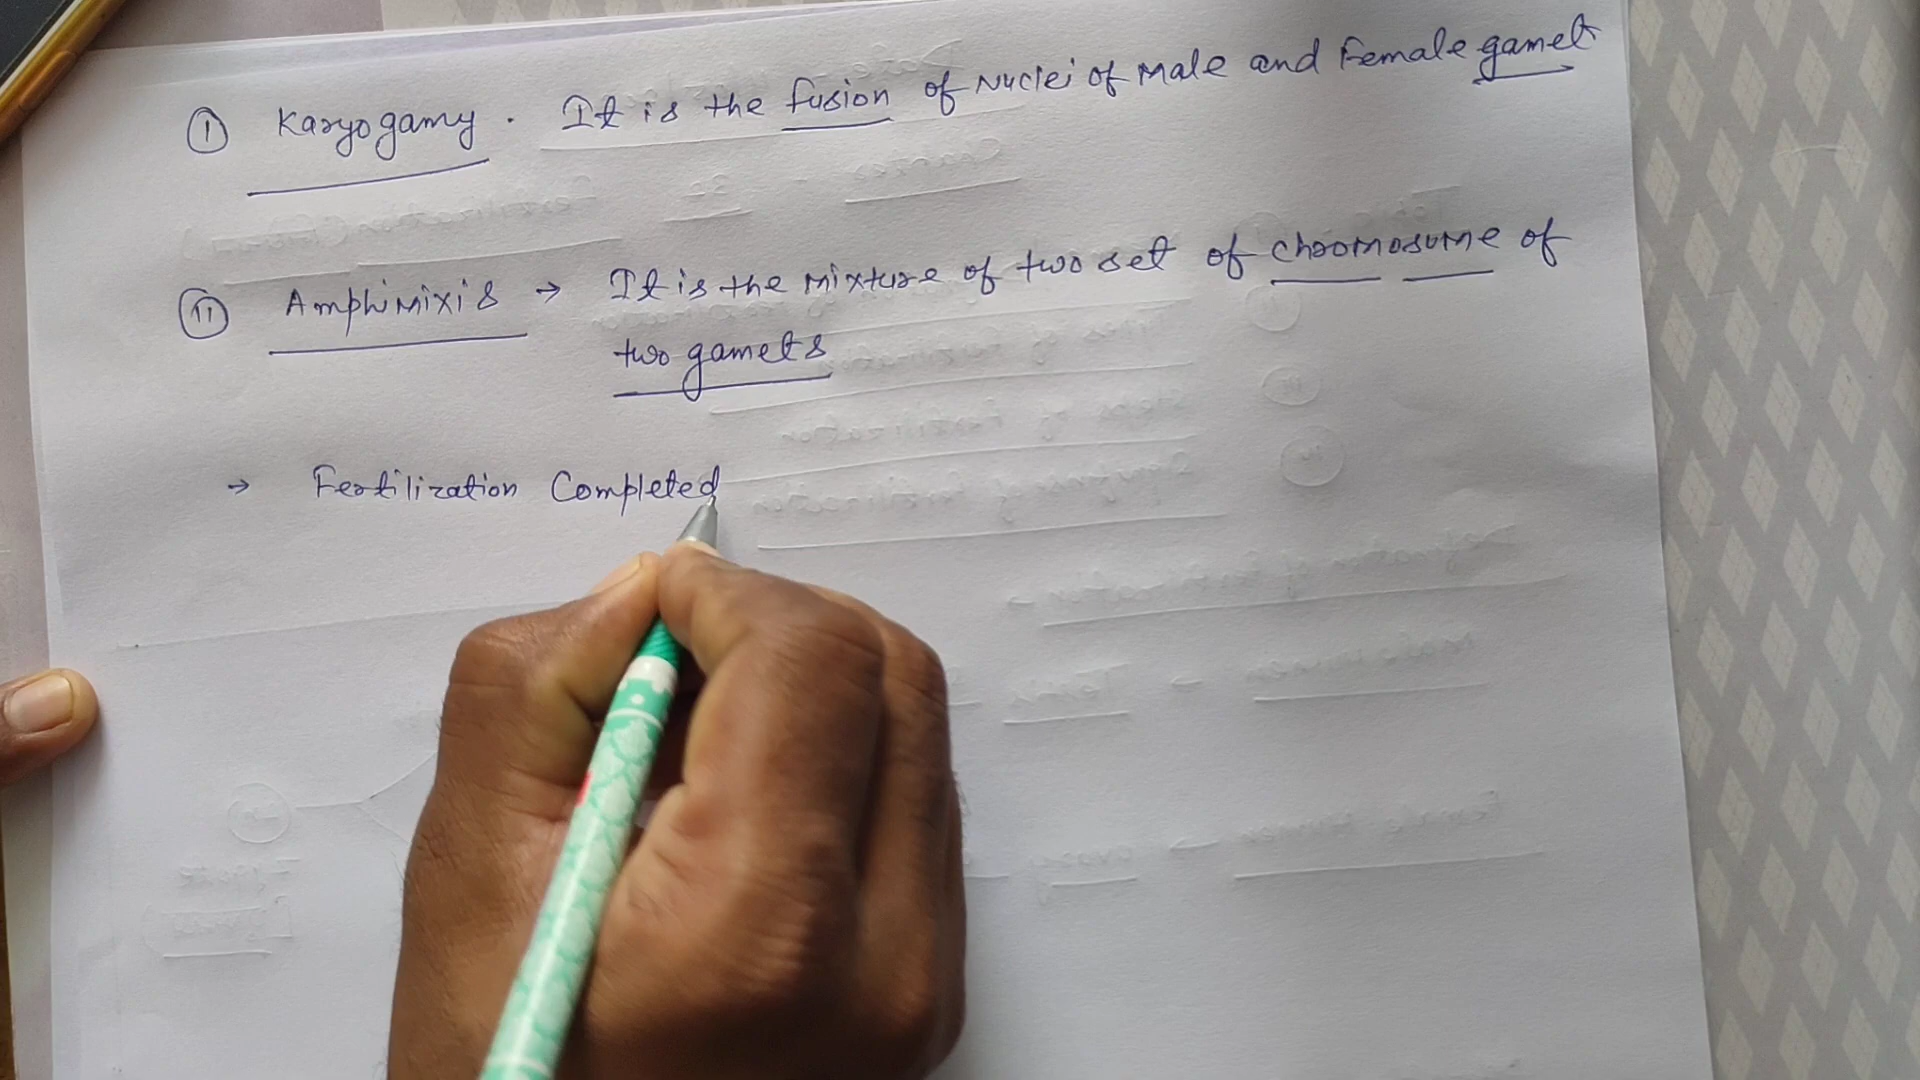 I Karyogamy. It is the fusion of Nuclei of Male and Female gamet
II Amphimixis → It is the mixture of two set of chromosome of
two gamets
→ Fertilization Completed